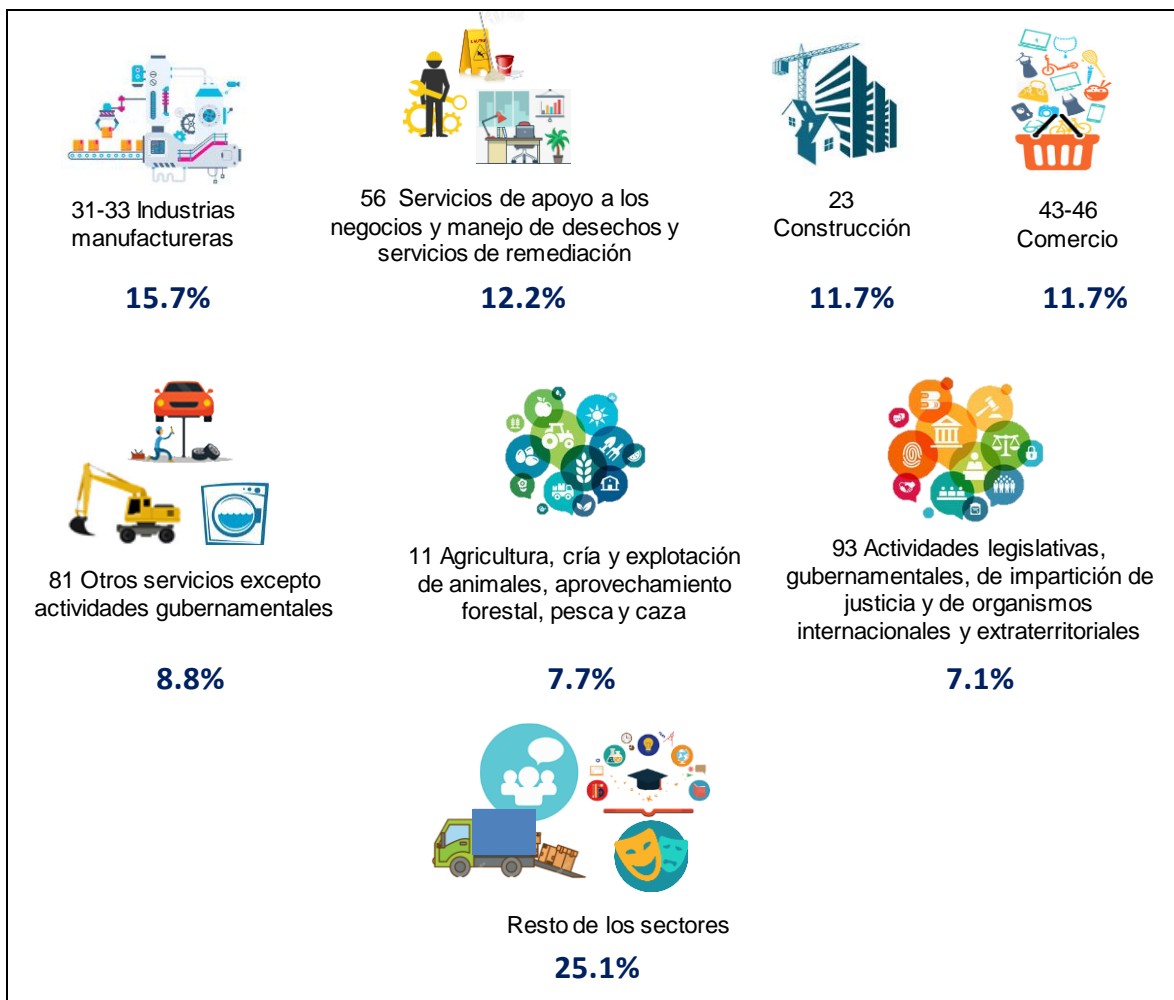 31-33 Industrias
manufactureras
15.7%
56 Servicios de apoyo a los
negocios y manejo de desechos y
servicios de remediación
12.2%
23
Construcción
11.7%
43-46
Comercio
11.7%
81 Otros servicios excepto
actividades gubernamentales
8.8%
11 Agricultura, cría y explotación
de animales, aprovechamiento
forestal, pesca y caza
7.7%
93 Actividades legislativas,
gubernamentales, de impartición de
justicia y de organismos
internacionales y extraterritoriales
7.1%
Resto de los sectores
25.1%